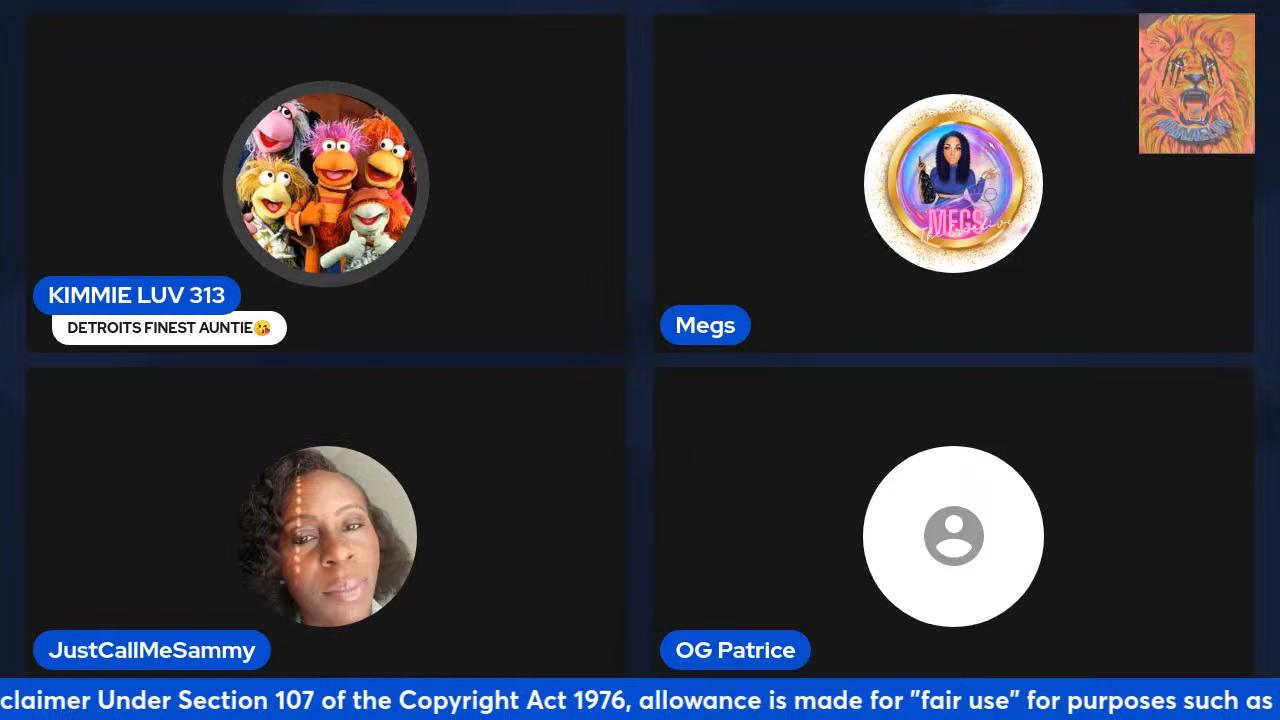 KIMMIE LUV 313
DETROITS FINEST AUNTIE😘
MEGS
Megs
JustCallMeSammy
OG Patrice
claimer Under Section 107 of the Copyright Act 1976, allowance is made for "fair use" for purposes such as